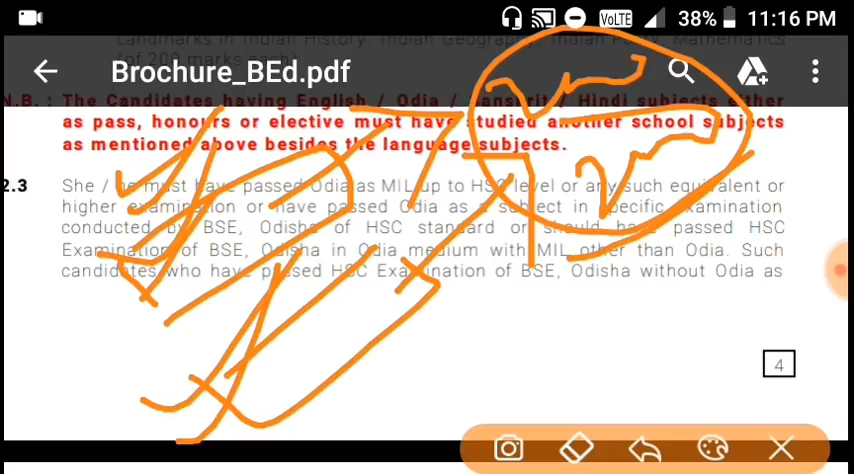 VoLTE 38% 11:16 PM
Landmarks in Indian History, Indian Geography, Indian Polity, Mathematics
Brochure_BEd.pdf
N.B. : The Candidates having English / Odia / Sanskrit / Hindi subjects either
as pass, honours or elective must have studied another school subjects
as mentioned above besides the language subjects.
2.3 She / he must have passed Odia as MIL up to HSC level or any such equivalent or
higher examination or have passed Odia as a subject in specific examination
conducted by BSE, Odisha of HSC standard or should have passed HSC
Examination of BSE, Odisha in Odia medium with MIL other than Odia. Such
candidates who have passed HSC Examination of BSE, Odisha without Odia as
4